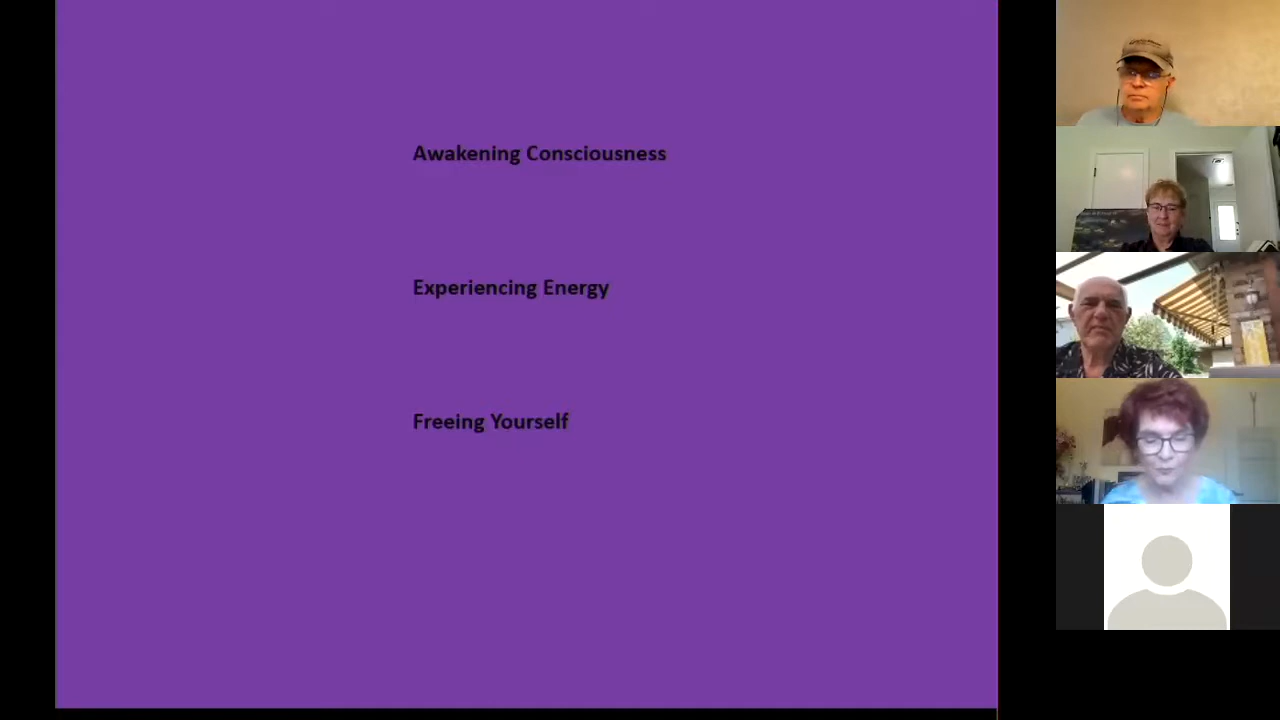 Awakening Consciousness
Experiencing Energy
Freeing Yourself